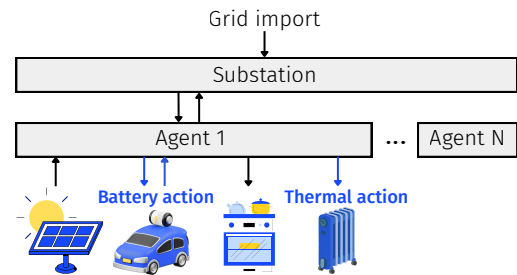 Grid import
Substation
Agent 1
...
Agent N
Battery action
Thermal action